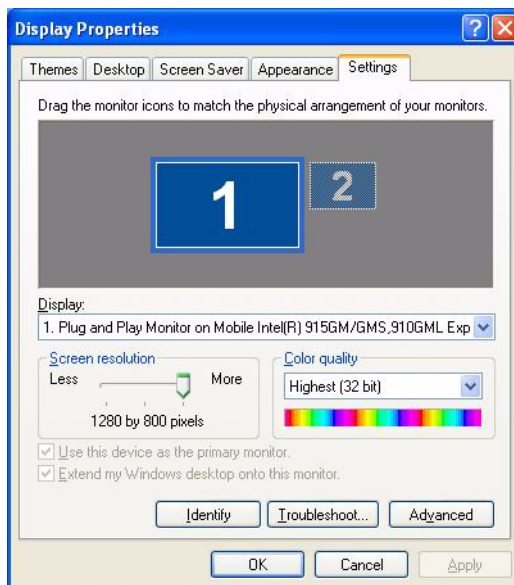 Display Properties
Themes Desktop Screen Saver Appearance Settings
Drag the monitor icons to match the physical arrangement of your monitors.
1 2
Display:
1. Plug and Play Monitor on Mobile Intel(R) 915GM/GMS,910GML Exp
Screen resolution Color quality
Less More Highest (32 bit)
1280 by 800 pixels
Use this device as the primary monitor.
Extend my Windows desktop onto this monitor.
Identify Troubleshoot... Advanced
OK Cancel Apply